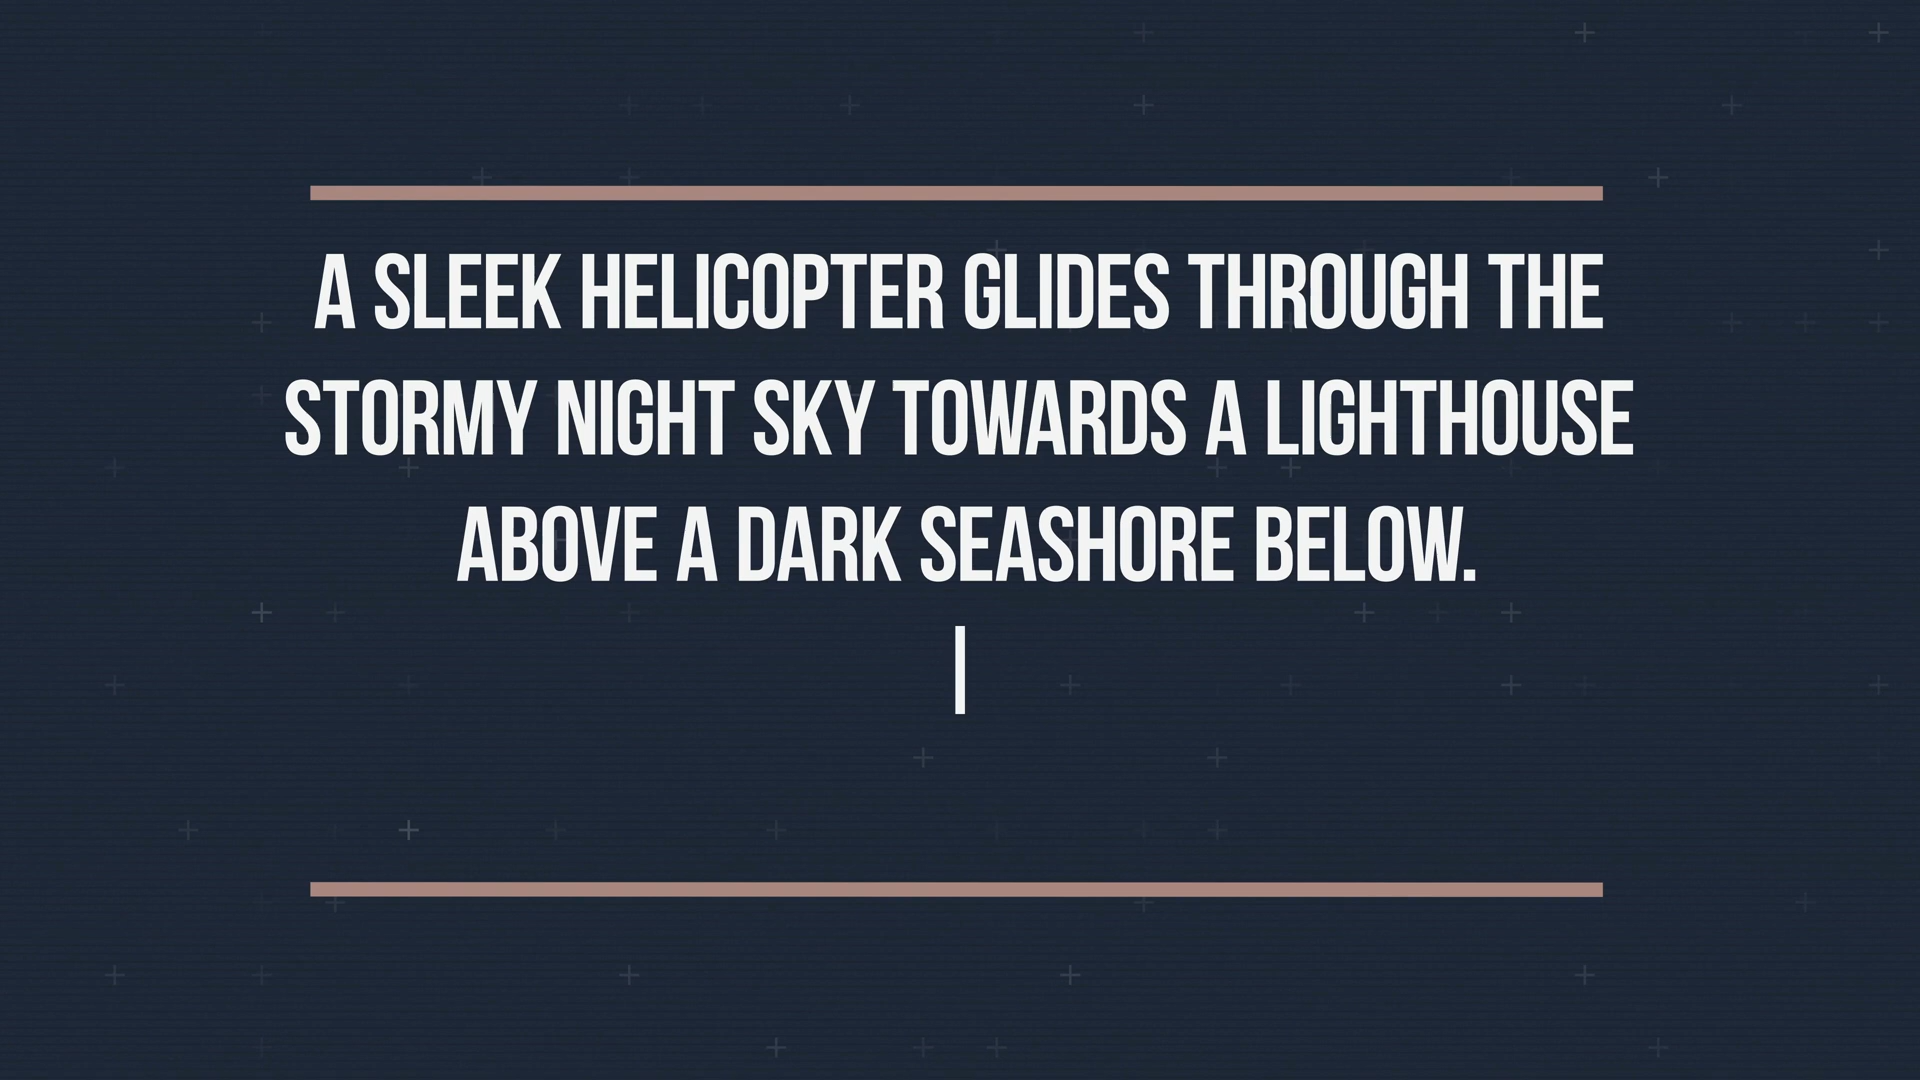 A SLEEK HELICOPTER GLIDES THROUGH THE
STORMY NIGHT SKY TOWARDS A LIGHTHOUSE
ABOVE A DARK SEASHORE BELOW.